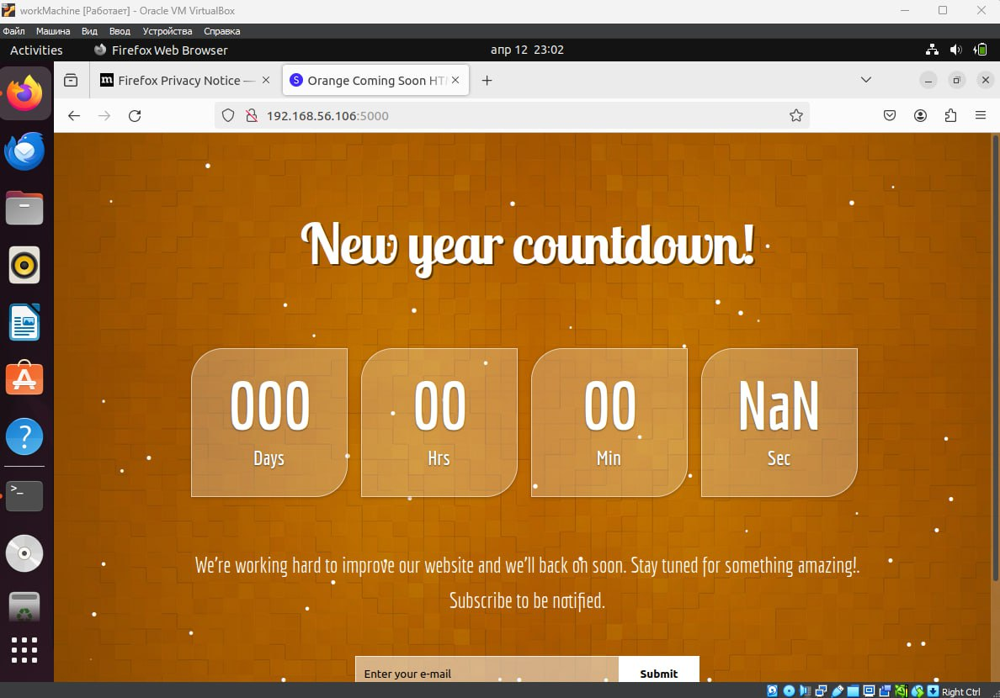 workMachine [Работает] - Oracle VM VirtualBox
Файл Машина Вид Ввод Устройства Справка
Activities Firefox Web Browser апр 12 23:02
Firefox Privacy Notice — Orange Coming Soon HT
192.168.56.106:5000
New year countdown!
000 00 00 NaN
Days Hrs Min Sec
We're working hard to improve our website and we'll back on soon. Stay tuned for something amazing!.
Subscribe to be notified.
Enter your e-mail Submit
Right Ctrl